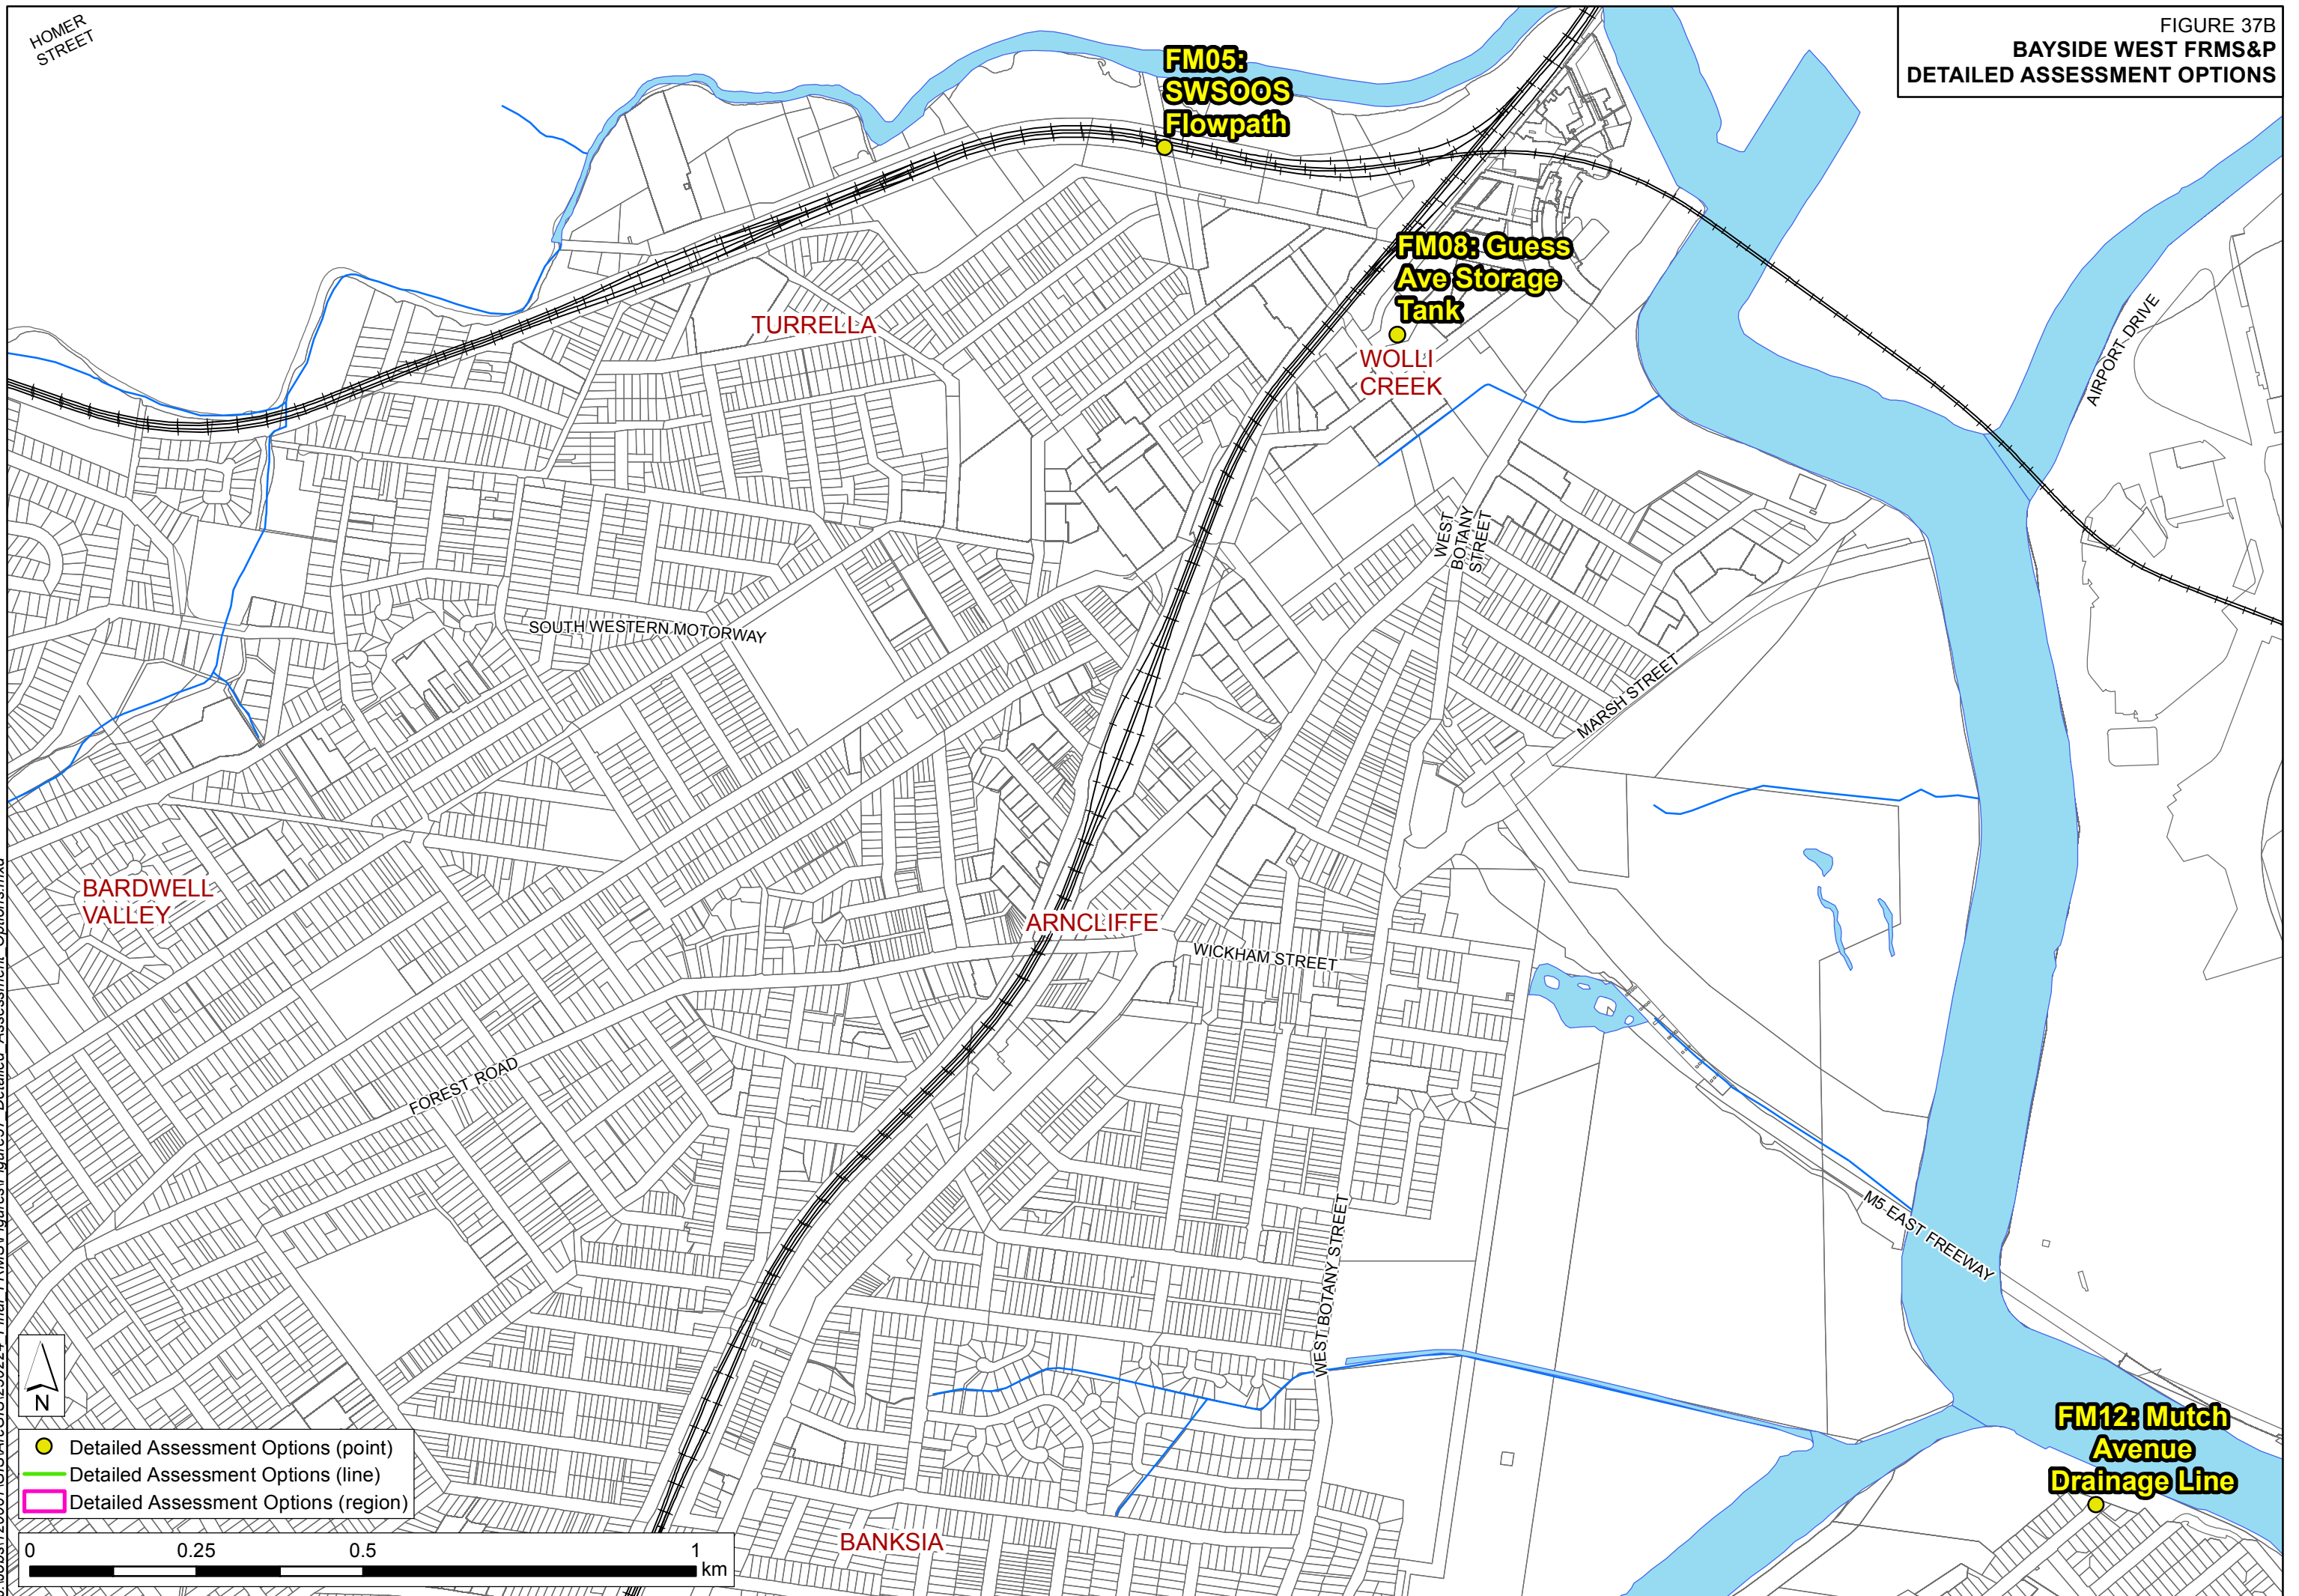 HOMER
STREET
FIGURE 37B
BAYSIDE WEST FRMS&P
DETAILED ASSESSMENT OPTIONS
FM05:
SWSOOS
Flowpath
FM08: Guess
Ave Storage
Tank
TURRELLA
WOLLI
CREEK
AIRPORT DRIVE
WEST
BOTANY
STREET
SOUTH WESTERN MOTORWAY
MARSH STREET
BARDWELL
VALLEY
ARNCLIFFE
WICKHAM STREET
FOREST ROAD
WEST BOTANY STREET
M5 EAST FREEWAY
FM12: Mutch
Avenue
Drainage Line
BANKSIA
N
Detailed Assessment Options (point)
Detailed Assessment Options (line)
Detailed Assessment Options (region)
0 0.25 0.5 1
km